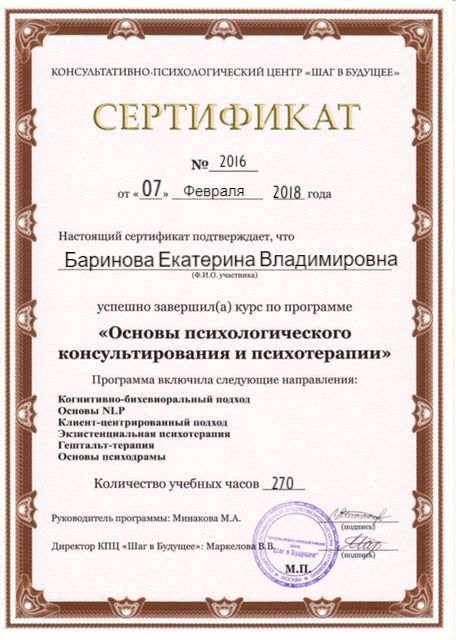 КОНСУЛЬТАТИВНО-ПСИХОЛОГИЧЕСКИЙ ЦЕНТР «ШАГ В БУДУЩЕЕ»
СЕРТИФИКАТ
№ 2016
от «07» Февраля 2018 года
Настоящий сертификат подтверждает, что
Баринова Екатерина Владимировна
(Ф.И.О. участника)
успешно завершил(а) курс по программе
«Основы психологического
консультирования и психотерапии»
Программа включила следующие направления:
Когнитивно-бихевиоральный подход
Основы NLP
Клиент-центрированный подход
Экзистенциальная психотерапия
Гештальт-терапия
Основы психодрамы
Количество учебных часов 270
Руководитель программы: Минакова М.А.
(подпись)
Директор КПЦ «Шаг в Будущее»: Маркелова В.В.
(подпись)
"Шаг в Будущее"
МОСКВА
М.П.